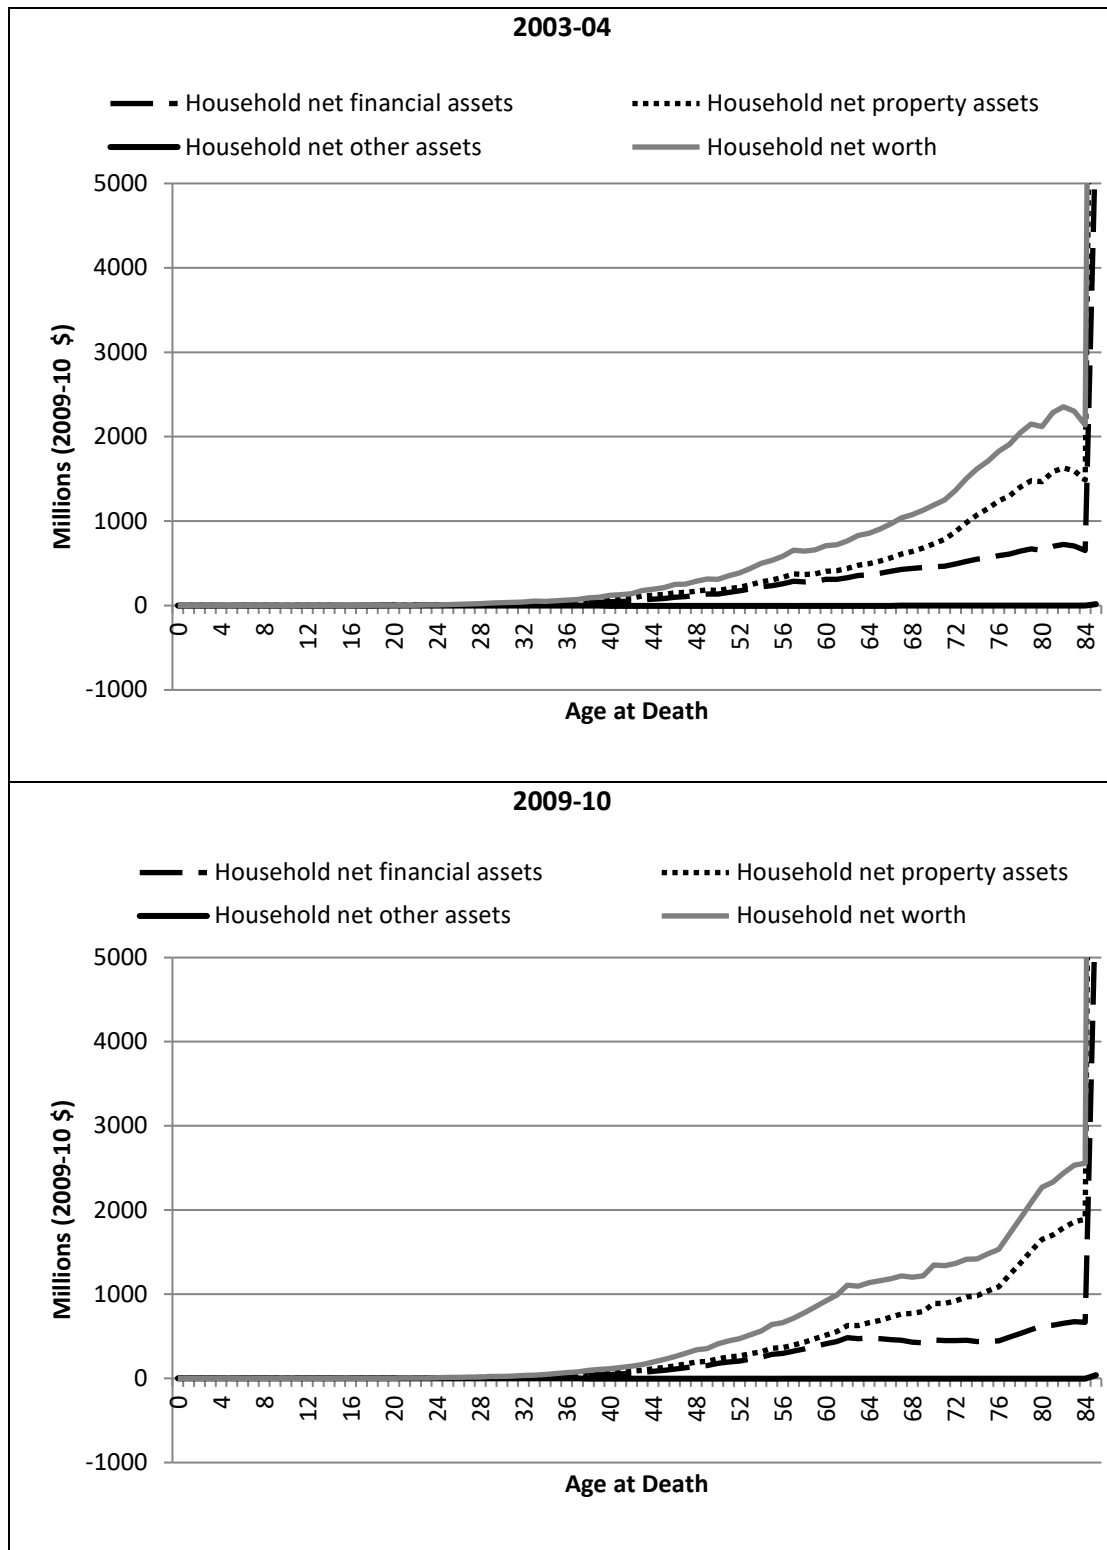 2003-04
Household net financial assets
Household net property assets
Household net other assets
Household net worth
5000
4000
3000
2000
1000
0
-1000
Millions (2009-10 $)
0 4 8 12 16 20 24 28 32 36 40 44 48 52 56 60 64 68 72 76 80 84
Age at Death
2009-10
Household net financial assets
Household net property assets
Household net other assets
Household net worth
5000
4000
3000
2000
1000
0
-1000
Millions (2009-10 $)
0 4 8 12 16 20 24 28 32 36 40 44 48 52 56 60 64 68 72 76 80 84
Age at Death